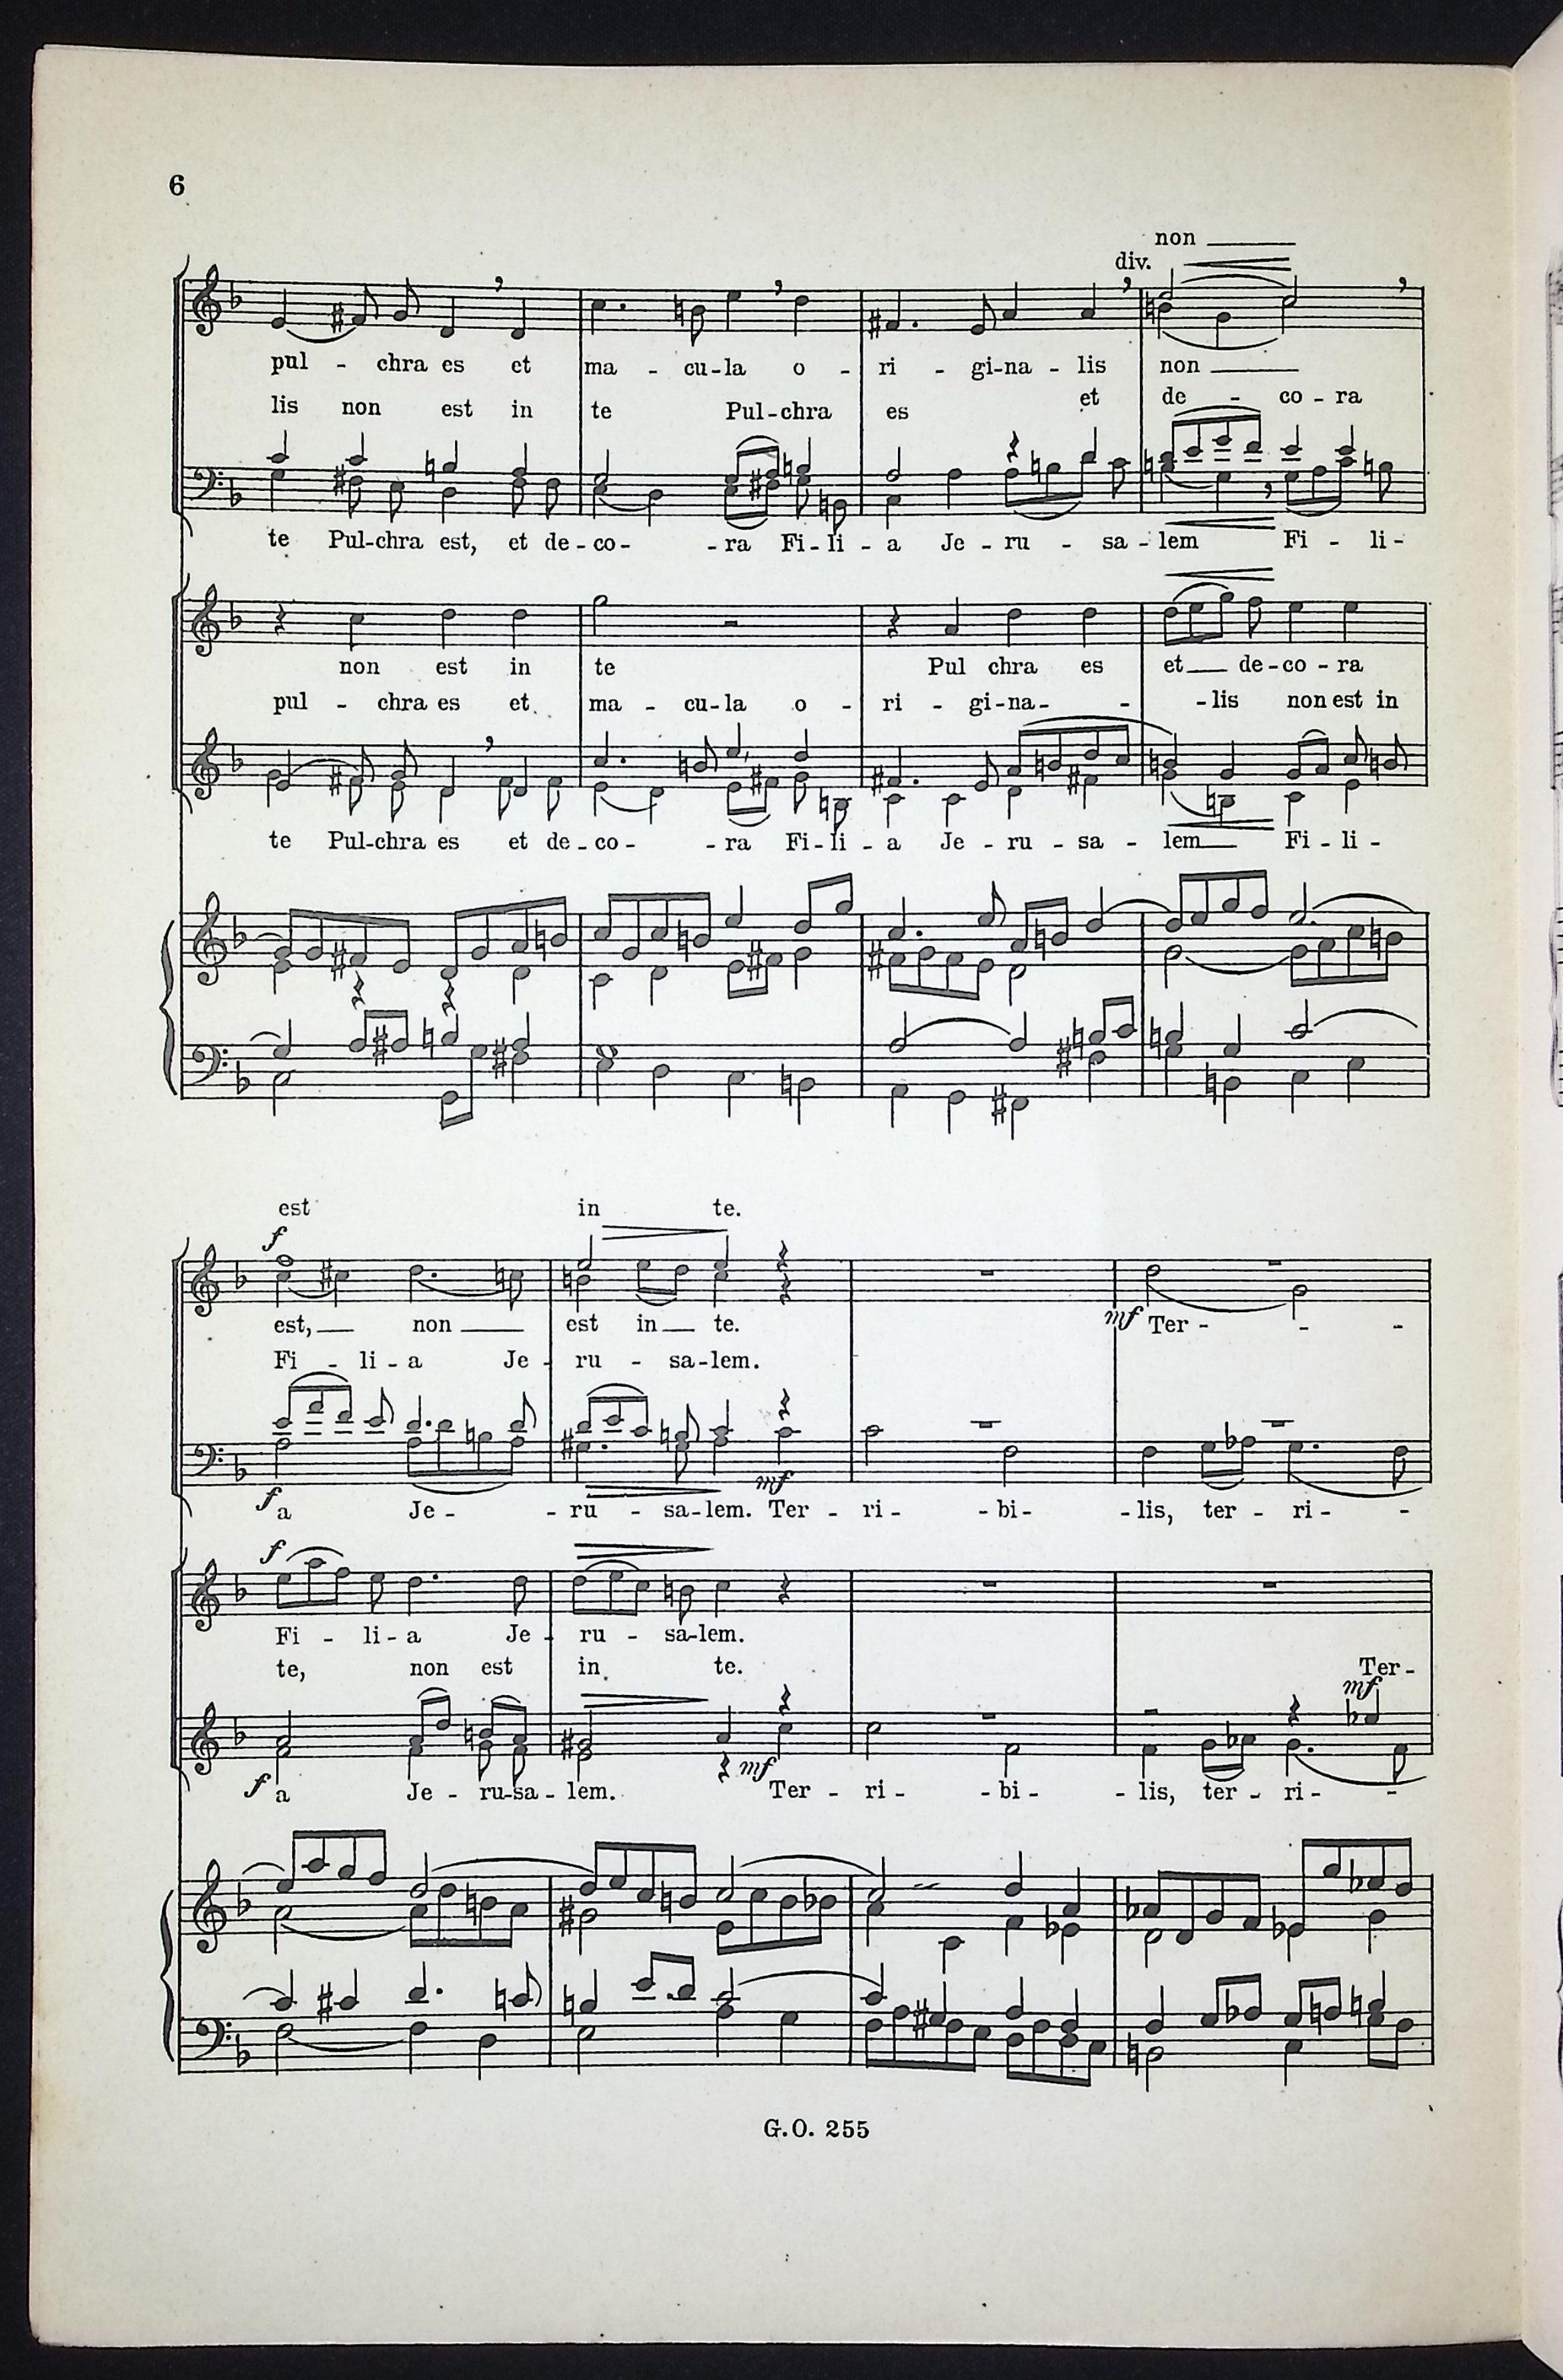 6
non
div.
pul - chra es et ma - cu-la o - ri - gi-na - lis non
lis non est in te Pul-chra es et de - co - ra
te Pul-chra est, et de-co- -ra Fi-li - a Je - ru - sa - lem Fi - li-
non est in te Pul chra es et de-co-ra
pul - chra es et ma - cu-la o - ri - gi-na- - -lis non est in
te Pul-chra es et de-co- -ra Fi-li - a Je - ru - sa - lem Fi - li -
est in te.
f
est, non est in te.
mf Ter - - -
Fi - li - a Je - ru - sa-lem.
mf
f
a Je - - ru - sa-lem. Ter - ri - - bi- - lis, ter - ri - -
f
Fi - li - a Je - ru - sa-lem.
te, non est in te. Ter-
mf
mf
f
a Je - ru-sa - lem. Ter - ri - - bi - - lis, ter - ri - -
G.O. 255